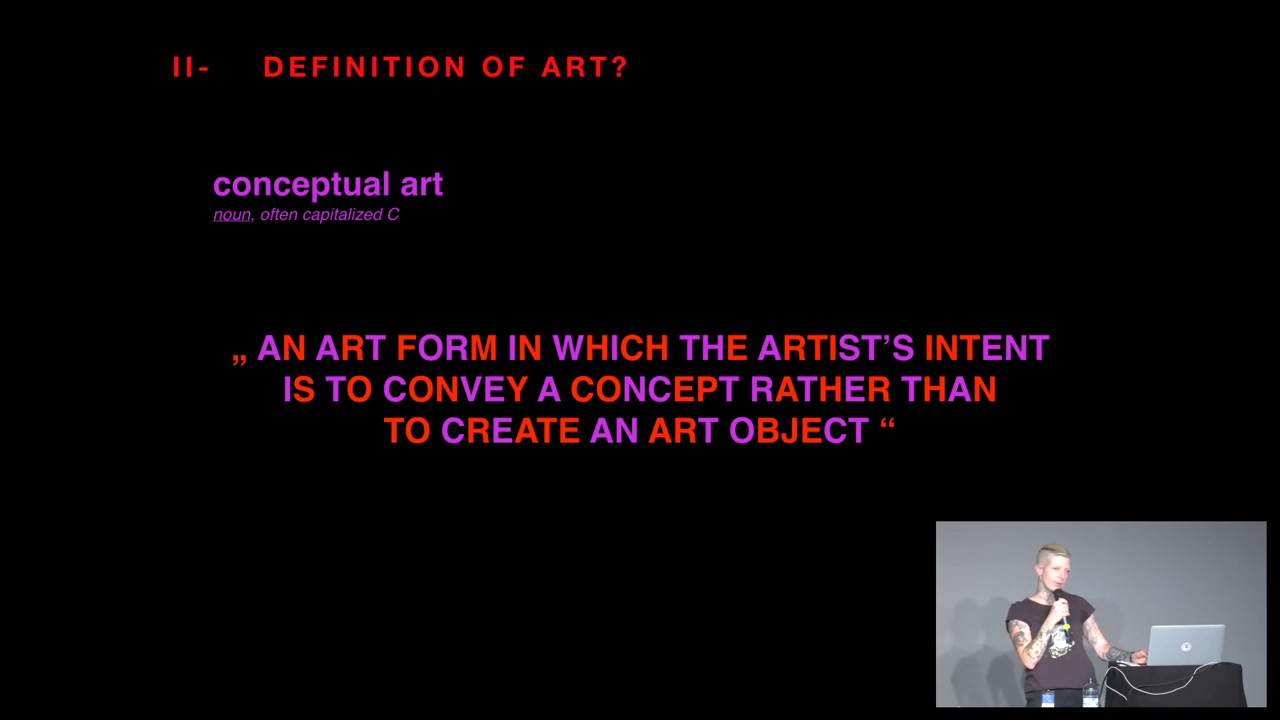 II- DEFINITION OF ART?
conceptual art
noun, often capitalized C
„ AN ART FORM IN WHICH THE ARTIST’S INTENT
IS TO CONVEY A CONCEPT RATHER THAN
TO CREATE AN ART OBJECT “